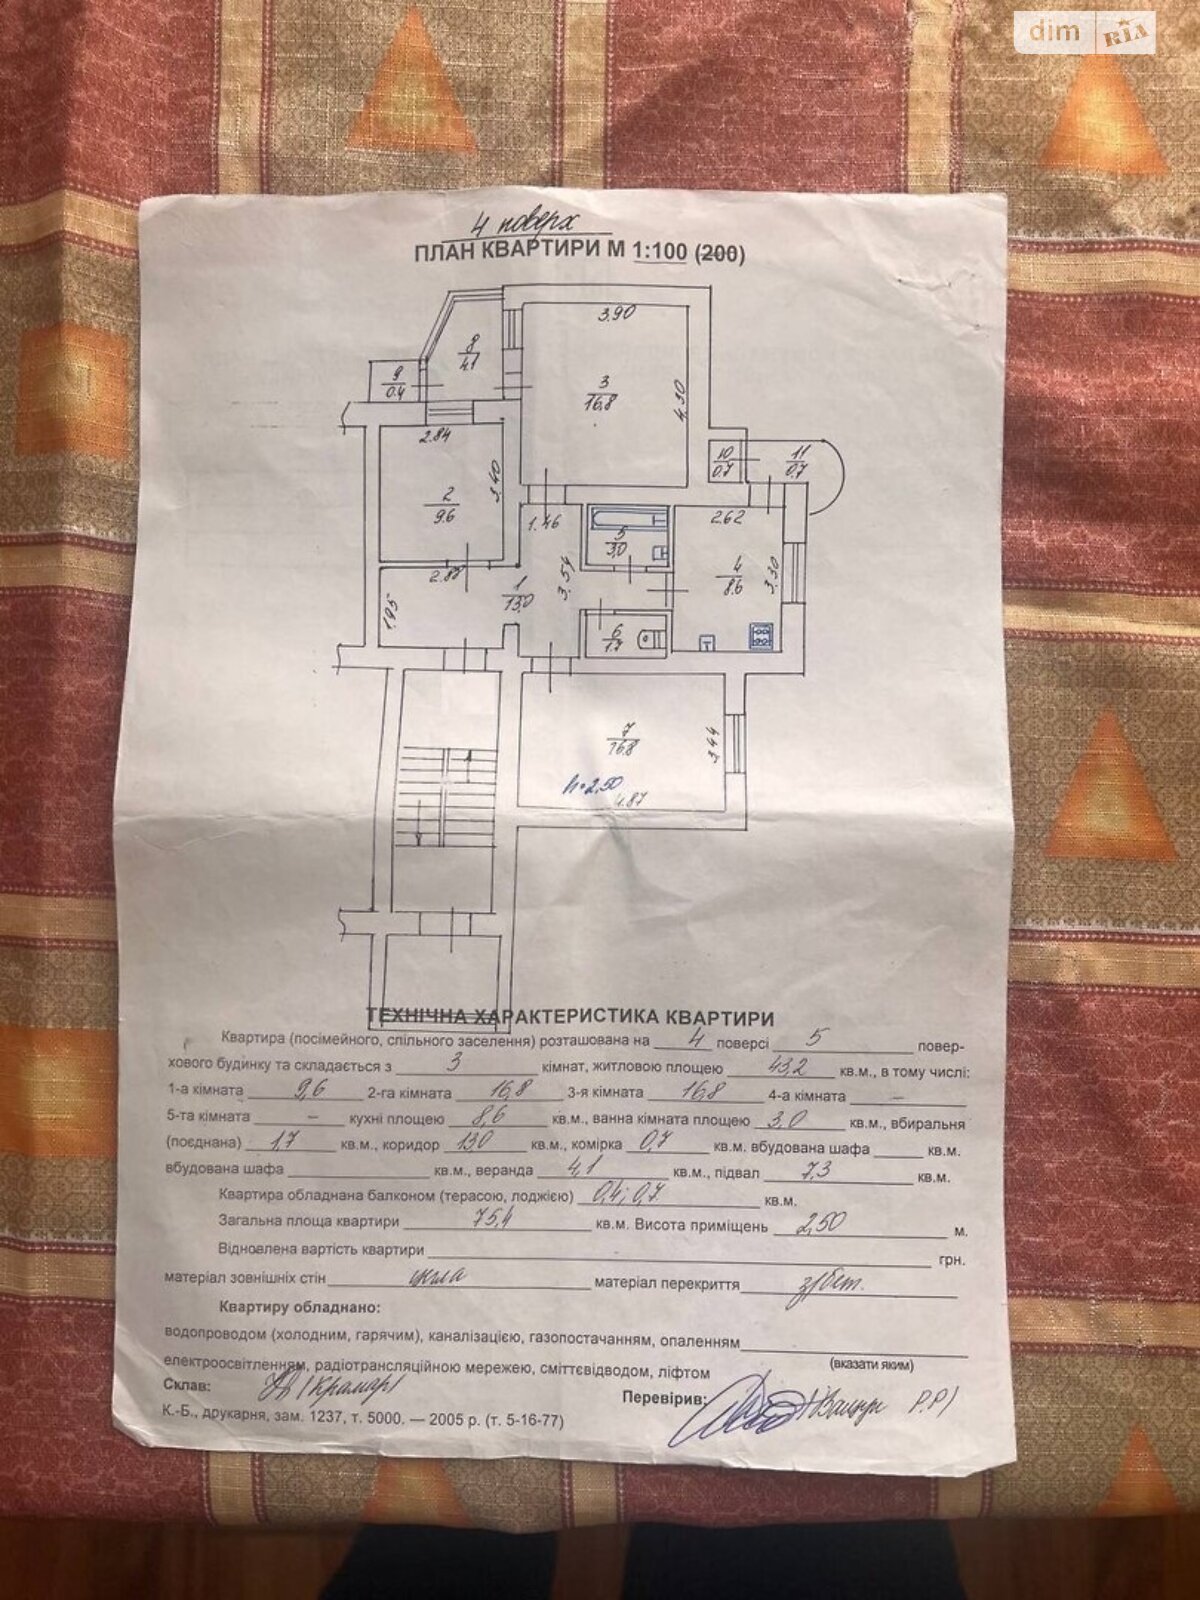 dim RIA
4 поверх
ПЛАН КВАРТИРИ М 1:100 (200)
3.90
8
4.1
9
0.4
3
16.8
4.30
2.84
10
0.7
11
0.7
3.40
2
9.6
1.46
2.62
5
3.0
4
8.6
3.30
2.87
1
13.0
3.54
1.95
6
1.7
7
16.8
3.44
h=2,50
4.87
ТЕХНІЧНА ХАРАКТЕРИСТИКА КВАРТИРИ
Квартира (посімейного, спільного заселення) розташована на 4 поверсі 5 повер-
хового будинку та складається з 3 кімнат, житловою площею 43,2 кв.м., в тому числі:
1-а кімната 9,6 2-га кімната 16,8 3-я кімната 16,8 4-а кімната –
5-та кімната – кухні площею 8,6 кв.м., ванна кімната площею 3,0 кв.м., вбиральня
(поєднана) 1,7 кв.м., коридор 13,0 кв.м., комірка 0,7 кв.м. вбудована шафа кв.м.
вбудована шафа кв.м., веранда 4,1 кв.м., підвал 7,3 кв.м.
Квартира обладнана балконом (терасою, лоджією) 0,4; 0,7 кв.м.
Загальна площа квартири 75,4 кв.м. Висота приміщень 2,50 м.
Відновлена вартість квартири грн.
матеріал зовнішніх стін цегла матеріал перекриття з/бет.
Квартиру обладнано:
водопроводом (холодним, гарячим), каналізацією, газопостачанням, опаленням
(вказати яким)
електроосвітленням, радіотрансляційною мережею, сміттєвідводом, ліфтом
Склав: /Крамар/ Перевірив: Р.Р/
К.-Б., друкарня, зам. 1237, т. 5000. — 2005 р. (т. 5-16-77)